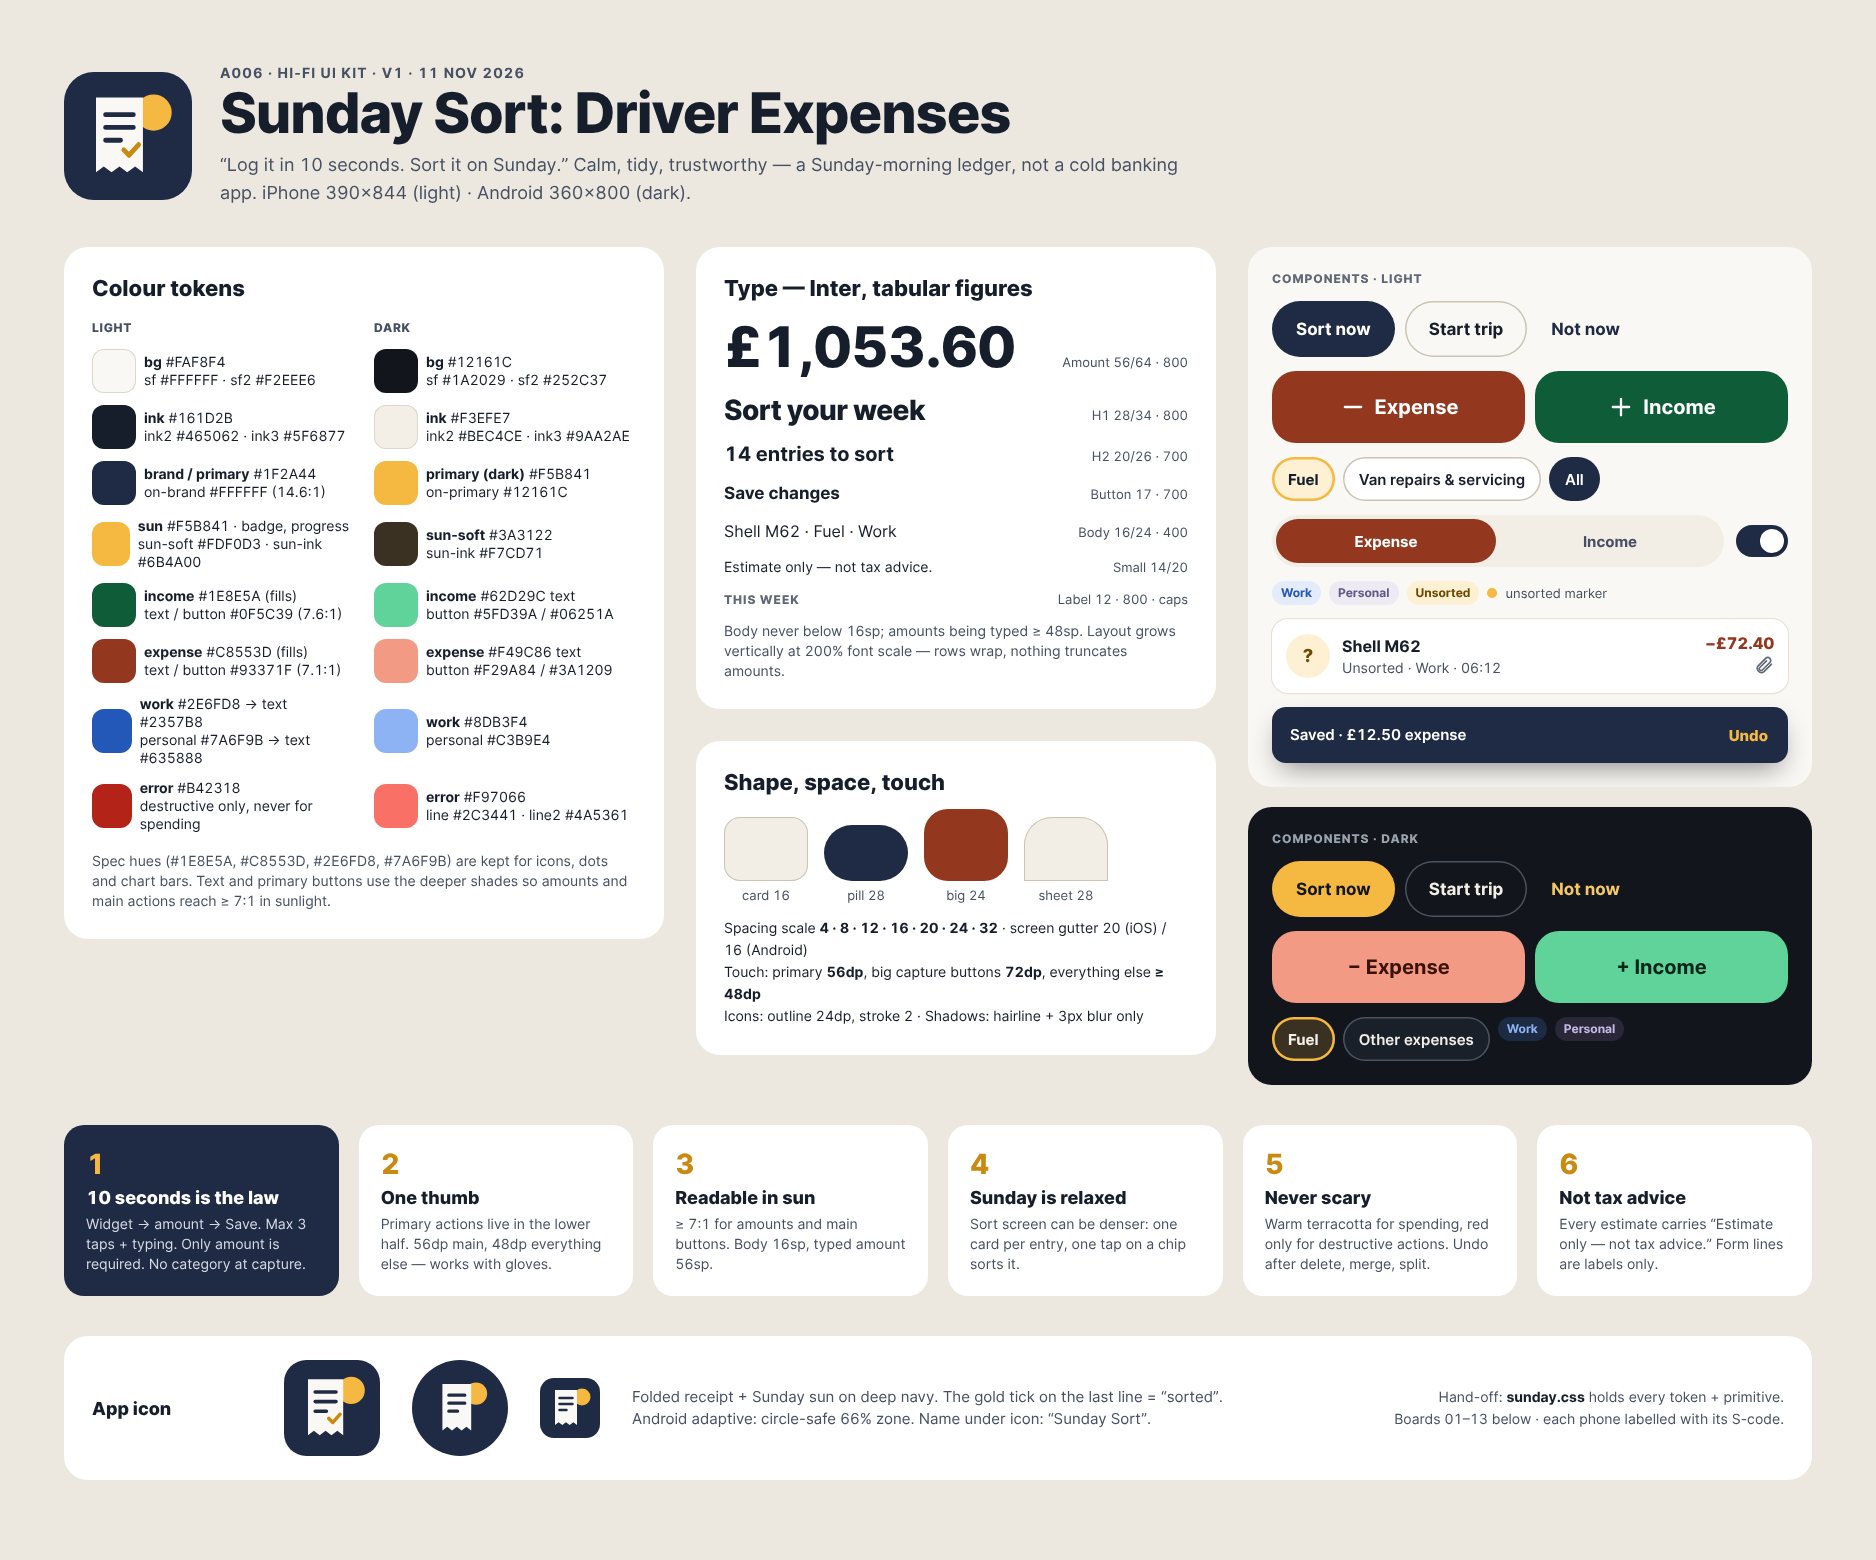 A006 · HI-FI UI KIT · V1 · 11 NOV 2026
Sunday Sort: Driver Expenses
“Log it in 10 seconds. Sort it on Sunday.” Calm, tidy, trustworthy — a Sunday-morning ledger, not a cold banking
app. iPhone 390×844 (light) · Android 360×800 (dark).
Colour tokens
LIGHT
bg #FAF8F4
sf #FFFFFF · sf2 #F2EEE6
ink #161D2B
ink2 #465062 · ink3 #5F6877
brand / primary #1F2A44
on-brand #FFFFFF (14.6:1)
sun #F5B841 · badge, progress
sun-soft #FDF0D3 · sun-ink
#6B4A00
income #1E8E5A (fills)
text / button #0F5C39 (7.6:1)
expense #C8553D (fills)
text / button #93371F (7.1:1)
work #2E6FD8 → text
#2357B8
personal #7A6F9B → text
#635888
error #B42318
destructive only, never for
spending
DARK
bg #12161C
sf #1A2029 · sf2 #252C37
ink #F3EFE7
ink2 #BEC4CE · ink3 #9AA2AE
primary (dark) #F5B841
on-primary #12161C
sun-soft #3A3122
sun-ink #F7CD71
income #62D29C text
button #5FD39A / #06251A
expense #F49C86 text
button #F29A84 / #3A1209
work #8DB3F4
personal #C3B9E4
error #F97066
line #2C3441 · line2 #4A5361
Spec hues (#1E8E5A, #C8553D, #2E6FD8, #7A6F9B) are kept for icons, dots
and chart bars. Text and primary buttons use the deeper shades so amounts and
main actions reach ≥ 7:1 in sunlight.
Type — Inter, tabular figures
£1,053.60 Amount 56/64 · 800
Sort your week H1 28/34 · 800
14 entries to sort H2 20/26 · 700
Save changes Button 17 · 700
Shell M62 · Fuel · Work Body 16/24 · 400
Estimate only — not tax advice. Small 14/20
THIS WEEK Label 12 · 800 · caps
Body never below 16sp; amounts being typed ≥ 48sp. Layout grows
vertically at 200% font scale — rows wrap, nothing truncates
amounts.
Shape, space, touch
card 16 pill 28 big 24 sheet 28
Spacing scale 4 · 8 · 12 · 16 · 20 · 24 · 32 · screen gutter 20 (iOS) /
16 (Android)
Touch: primary 56dp, big capture buttons 72dp, everything else ≥
48dp
Icons: outline 24dp, stroke 2 · Shadows: hairline + 3px blur only
COMPONENTS · LIGHT
Sort now Start trip Not now
— Expense + Income
Fuel Van repairs & servicing All
Expense Income
Work Personal Unsorted unsorted marker
? Shell M62 −£72.40
Unsorted · Work · 06:12
Saved · £12.50 expense Undo
COMPONENTS · DARK
Sort now Start trip Not now
− Expense + Income
Fuel Other expenses Work Personal
1
10 seconds is the law
Widget → amount → Save. Max 3
taps + typing. Only amount is
required. No category at capture.
2
One thumb
Primary actions live in the lower
half. 56dp main, 48dp everything
else — works with gloves.
3
Readable in sun
≥ 7:1 for amounts and main
buttons. Body 16sp, typed amount
56sp.
4
Sunday is relaxed
Sort screen can be denser: one
card per entry, one tap on a chip
sorts it.
5
Never scary
Warm terracotta for spending, red
only for destructive actions. Undo
after delete, merge, split.
6
Not tax advice
Every estimate carries “Estimate
only — not tax advice.” Form lines
are labels only.
App icon
Folded receipt + Sunday sun on deep navy. The gold tick on the last line = “sorted”.
Android adaptive: circle-safe 66% zone. Name under icon: “Sunday Sort”.
Hand-off: sunday.css holds every token + primitive.
Boards 01–13 below · each phone labelled with its S-code.